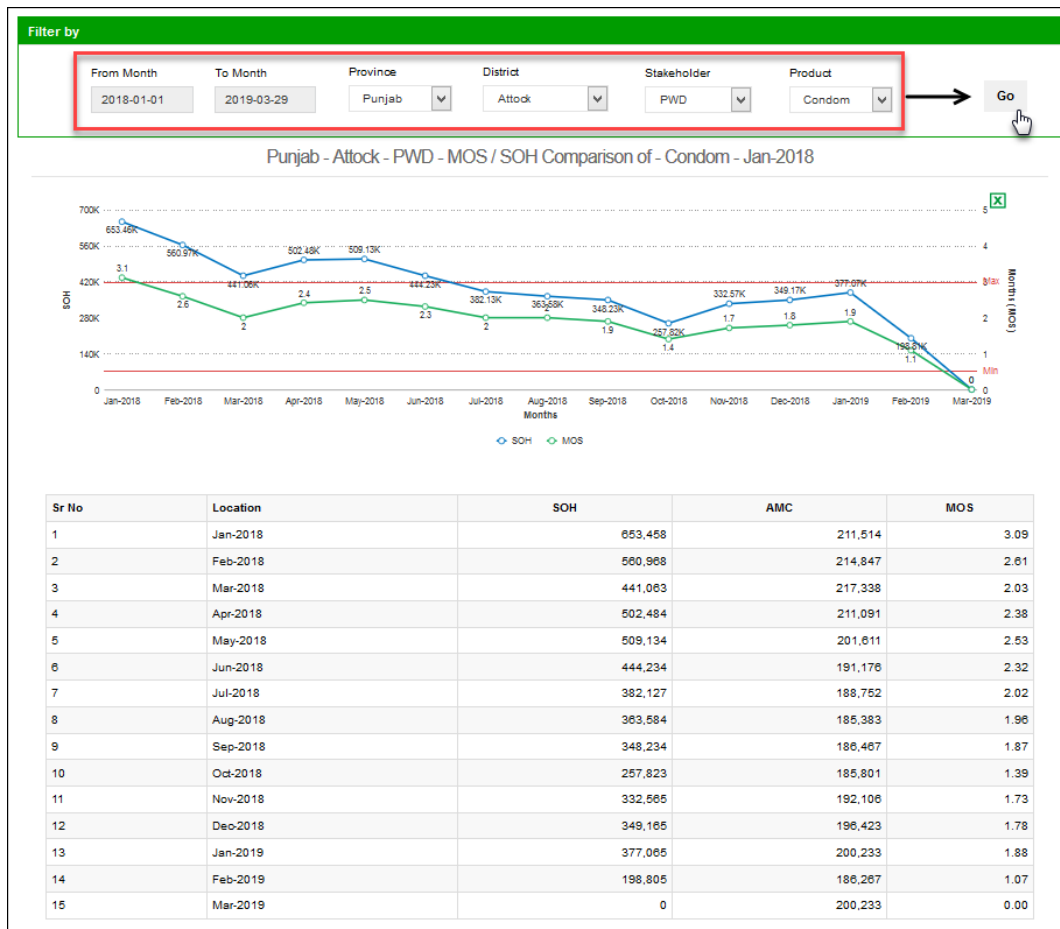 Filter by
From Month To Month Province District Stakeholder Product
2018-01-01 2019-03-29 Punjab Attock PWD Condom Go
Punjab - Attock - PWD - MOS / SOH Comparison of - Condom - Jan-2018
X
700K 5
653.46K
560K 560.97K 502.48K 509.13K 4
3.1 441.06K 444.23K 377.07K
420K 3 Max
2.6 2.4 2.5 382.13K 363.58K 348.23K 332.57K 349.17K
SOH Months (MOS)
280K 2 2.3 2 2 1.9 257.82K 1.7 1.8 1.9 2
1.4 198.81K
140K 1.1 1
Min
0 0 0
Jan-2018 Feb-2018 Mar-2018 Apr-2018 May-2018 Jun-2018 Jul-2018 Aug-2018 Sep-2018 Oct-2018 Nov-2018 Dec-2018 Jan-2019 Feb-2019 Mar-2019
Months
SOH MOS
Sr No Location SOH AMC MOS
1 Jan-2018 653,458 211,514 3.09
2 Feb-2018 560,968 214,847 2.61
3 Mar-2018 441,063 217,338 2.03
4 Apr-2018 502,484 211,091 2.38
5 May-2018 509,134 201,611 2.53
6 Jun-2018 444,234 191,176 2.32
7 Jul-2018 382,127 188,752 2.02
8 Aug-2018 363,584 185,383 1.96
9 Sep-2018 348,234 186,467 1.87
10 Oct-2018 257,823 185,801 1.39
11 Nov-2018 332,565 192,106 1.73
12 Dec-2018 349,165 196,423 1.78
13 Jan-2019 377,065 200,233 1.88
14 Feb-2019 198,805 186,267 1.07
15 Mar-2019 0 200,233 0.00